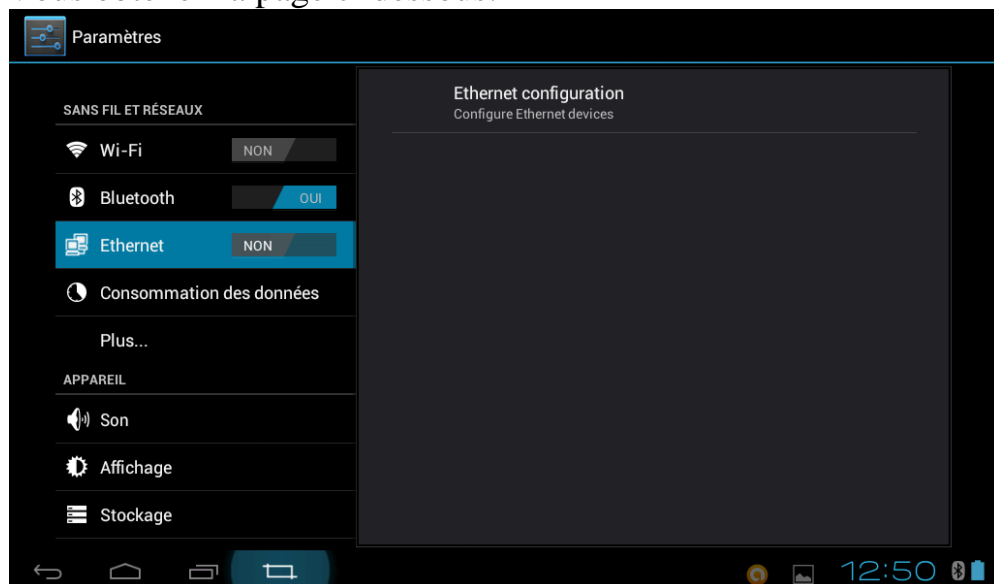 Paramètres
SANS FIL ET RÉSEAUX
Wi-Fi NON
Bluetooth OUI
Ethernet NON
Consommation des données
Plus...
APPAREIL
Son
Affichage
Stockage
Ethernet configuration
Configure Ethernet devices
12:50